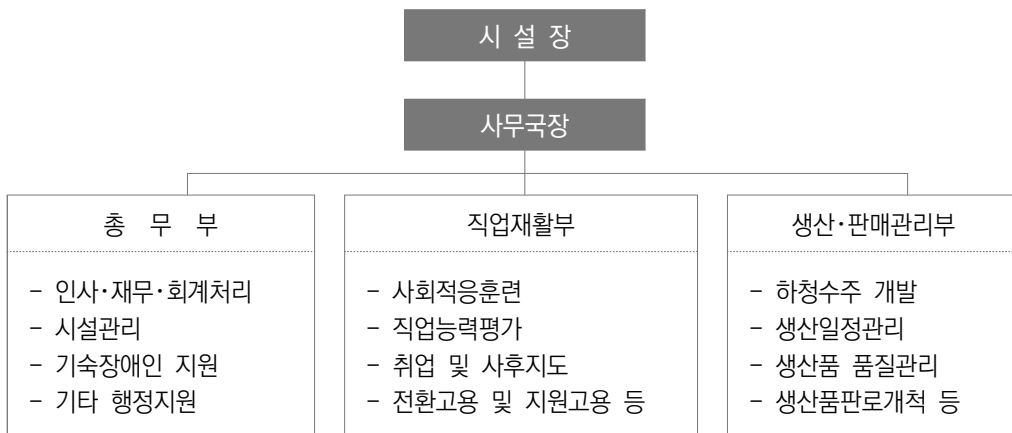 시 설 장
사무국장
총 무 부
- 인사·재무·회계처리
- 시설관리
- 기숙장애인 지원
- 기타 행정지원
직업재활부
- 사회적응훈련
- 직업능력평가
- 취업 및 사후지도
- 전환고용 및 지원고용 등
생산·판매관리부
- 하청수주 개발
- 생산일정관리
- 생산품 품질관리
- 생산품판로개척 등